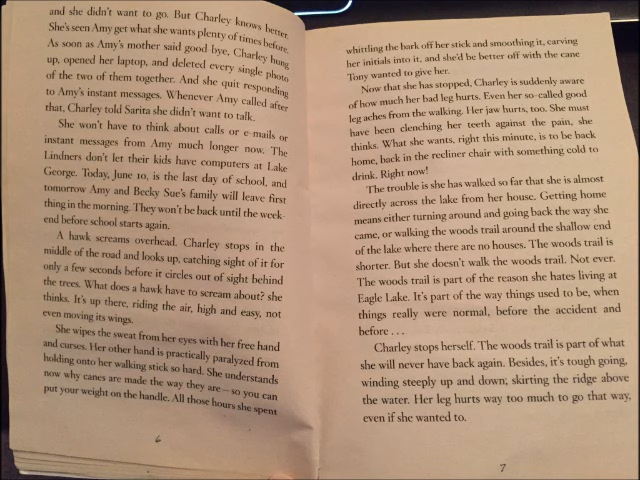 and she didn't want to go. But Charley knows better.
She's seen Amy get what she wants plenty of times before.
As soon as Amy's mother said good bye, Charley hung
up, opened her laptop, and deleted every single photo
of the two of them together. And she quit responding
to Amy's instant messages. Whenever Amy called after
that, Charley told Sarita she didn't want to talk.
She won't have to think about calls or e-mails or
instant messages from Amy much longer now. The
Lindners don't let their kids have computers at Lake
George. Today, June 10, is the last day of school, and
tomorrow Amy and Becky Sue's family will leave first
thing in the morning. They won't be back until the week-
end before school starts again.
A hawk screams overhead. Charley stops in the
middle of the road and looks up, catching sight of it for
only a few seconds before it circles out of sight behind
the trees. What does a hawk have to scream about? she
thinks. It's up there, riding the air, high and easy, not
even moving its wings.
She wipes the sweat from her eyes with her free hand
and curses. Her other hand is practically paralyzed from
holding onto her walking stick so hard. She understands
now why canes are made the way they are—so you can
put your weight on the handle. All those hours she spent
6
whittling the bark off her stick and smoothing it, carving
her initials into it, and she'd be better off with the cane
Tony wanted to give her.
Now that she has stopped, Charley is suddenly aware
of how much her bad leg hurts. Even her so-called good
leg aches from the walking. Her jaw hurts, too. She must
have been clenching her teeth against the pain, she
thinks. What she wants, right this minute, is to be back
home, back in the recliner chair with something cold to
drink. Right now!
The trouble is she has walked so far that she is almost
directly across the lake from her house. Getting home
means either turning around and going back the way she
came, or walking the woods trail around the shallow end
of the lake where there are no houses. The woods trail is
shorter. But she doesn't walk the woods trail. Not ever.
The woods trail is part of the reason she hates living at
Eagle Lake. It's part of the way things used to be, when
things really were normal, before the accident and
before . . .
Charley stops herself. The woods trail is part of what
she will never have back again. Besides, it's tough going,
winding steeply up and down, skirting the ridge above
the water. Her leg hurts way too much to go that way,
even if she wanted to.
7